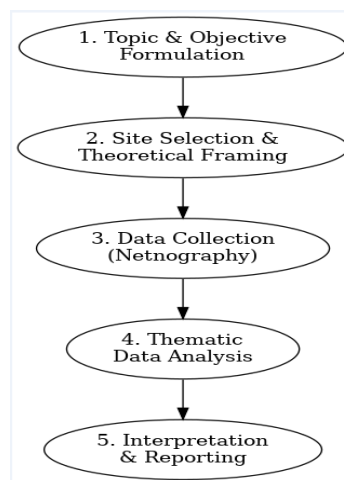 1. Topic & Objective
Formulation
2. Site Selection &
Theoretical Framing
3. Data Collection
(Netnography)
4. Thematic
Data Analysis
5. Interpretation
& Reporting